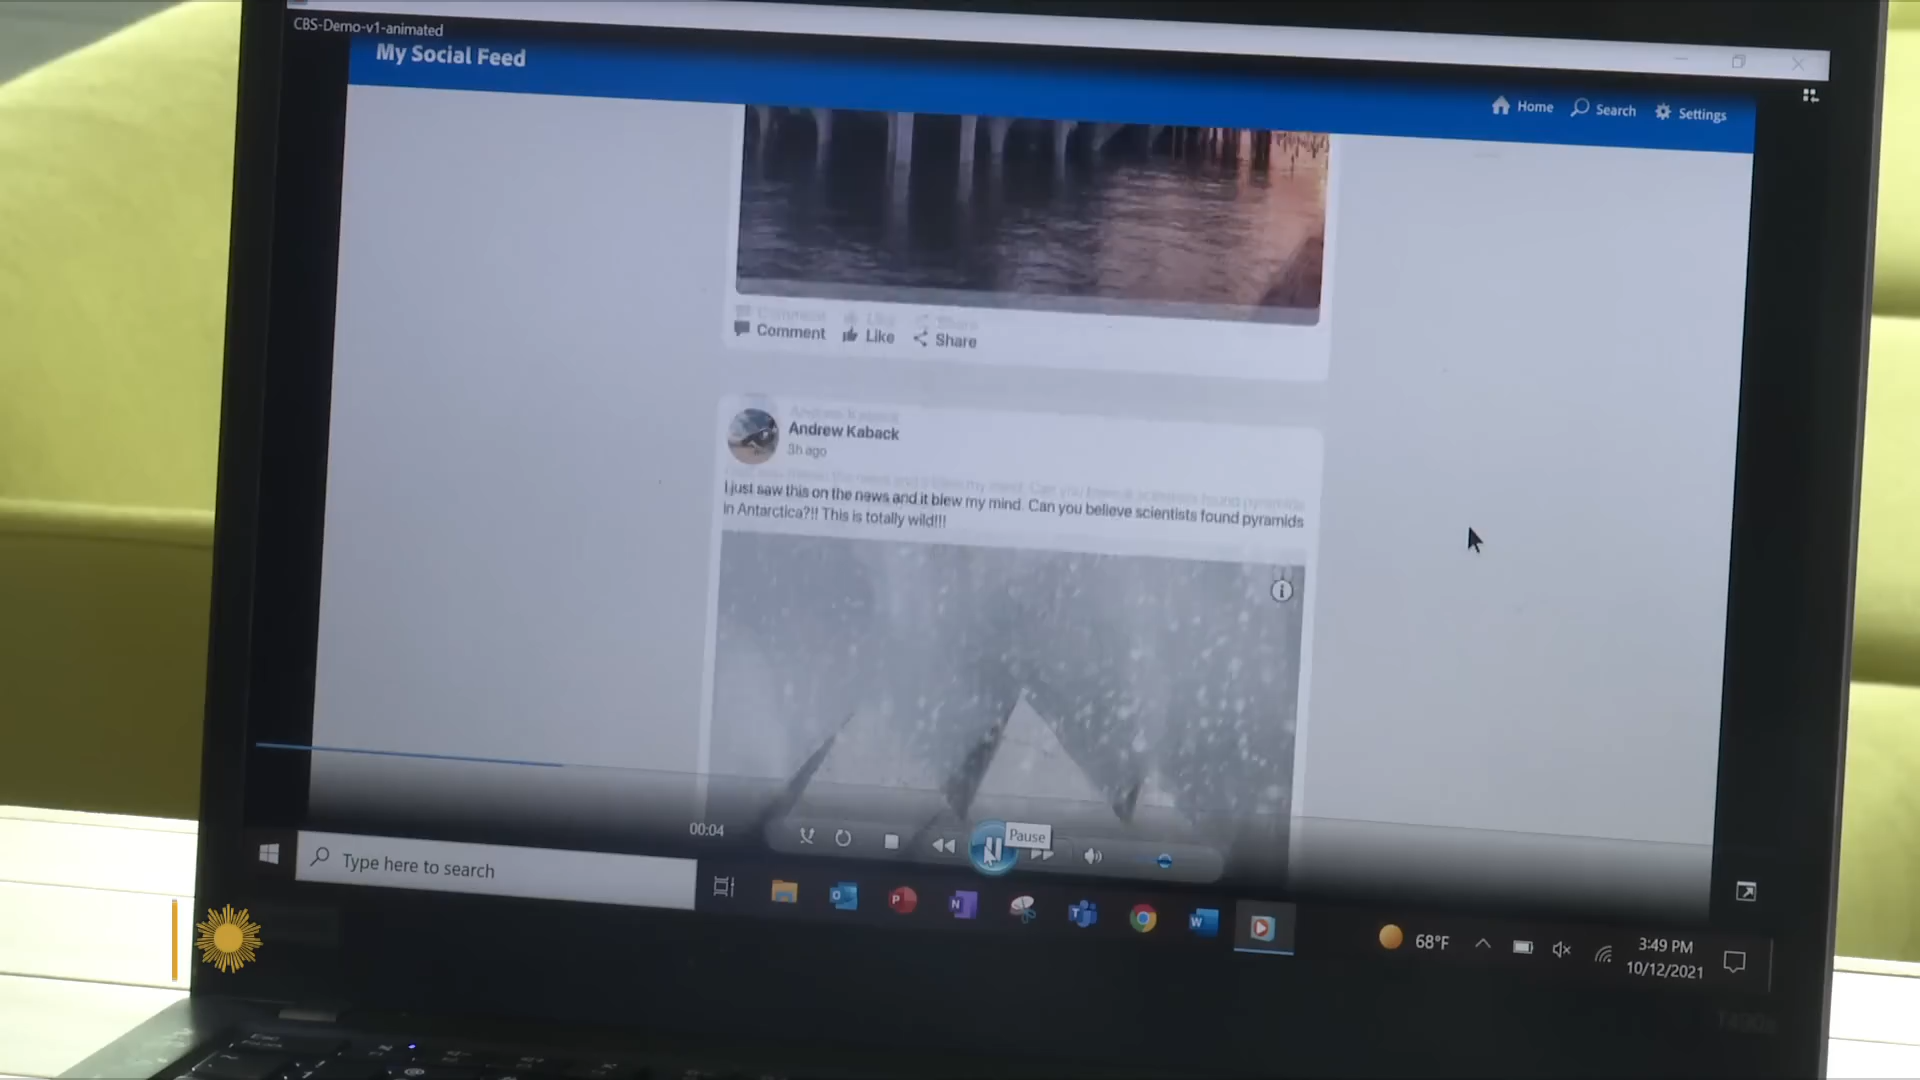 CBS-Demo-v1-animated
My Social Feed
Home
Search
Settings
Comment
Like
Share
Andrew Kaback
3h ago
I just saw this on the news and it blew my mind. Can you believe scientists found pyramids
in Antarctica?!! This is totally wild!!!
00:04
Pause
Type here to search
68°F
3:49 PM
10/12/2021